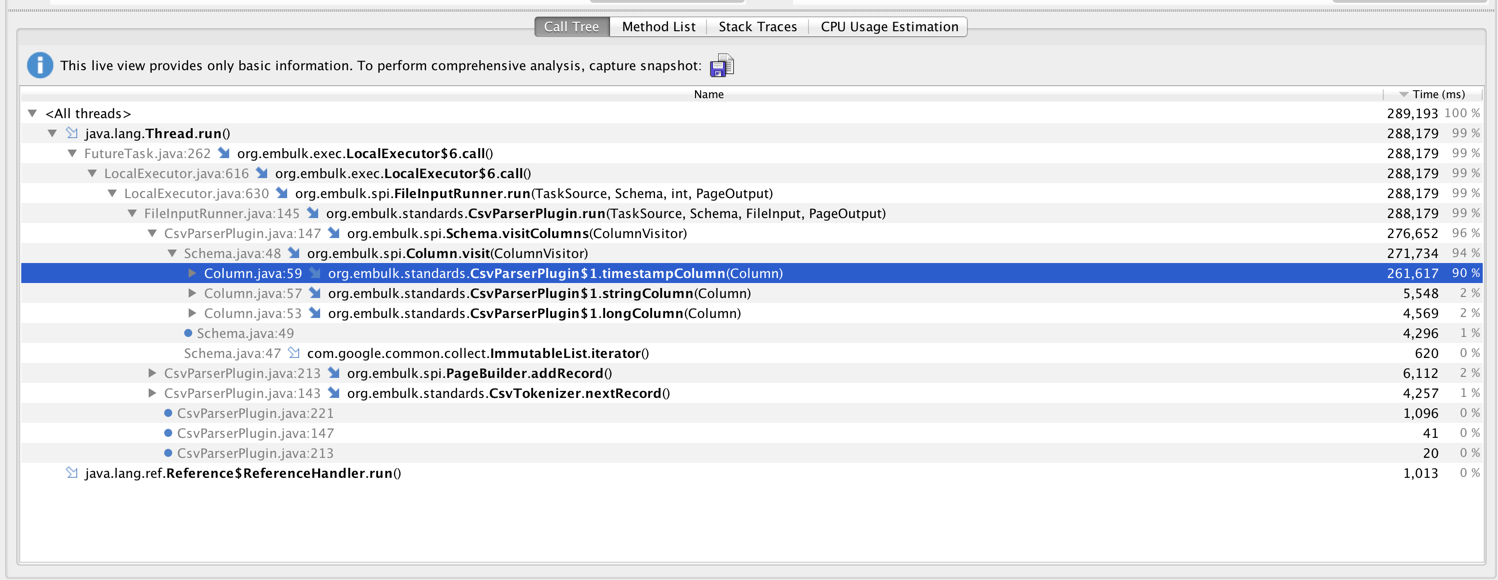 Call Tree Method List Stack Traces CPU Usage Estimation
This live view provides only basic information. To perform comprehensive analysis, capture snapshot:
Name Time (ms)
<All threads> 289,193 100 %
java.lang.Thread.run() 288,179 99 %
FutureTask.java:262 org.embulk.exec.LocalExecutor$6.call() 288,179 99 %
LocalExecutor.java:616 org.embulk.exec.LocalExecutor$6.call() 288,179 99 %
LocalExecutor.java:630 org.embulk.spi.FileInputRunner.run(TaskSource, Schema, int, PageOutput) 288,179 99 %
FileInputRunner.java:145 org.embulk.standards.CsvParserPlugin.run(TaskSource, Schema, FileInput, PageOutput) 288,179 99 %
CsvParserPlugin.java:147 org.embulk.spi.Schema.visitColumns(ColumnVisitor) 276,652 96 %
Schema.java:48 org.embulk.spi.Column.visit(ColumnVisitor) 271,734 94 %
Column.java:59 org.embulk.standards.CsvParserPlugin$1.timestampColumn(Column) 261,617 90 %
Column.java:57 org.embulk.standards.CsvParserPlugin$1.stringColumn(Column) 5,548 2 %
Column.java:53 org.embulk.standards.CsvParserPlugin$1.longColumn(Column) 4,569 2 %
Schema.java:49 4,296 1 %
Schema.java:47 com.google.common.collect.ImmutableList.iterator() 620 0 %
CsvParserPlugin.java:213 org.embulk.spi.PageBuilder.addRecord() 6,112 2 %
CsvParserPlugin.java:143 org.embulk.standards.CsvTokenizer.nextRecord() 4,257 1 %
CsvParserPlugin.java:221 1,096 0 %
CsvParserPlugin.java:147 41 0 %
CsvParserPlugin.java:213 20 0 %
java.lang.ref.Reference$ReferenceHandler.run() 1,013 0 %